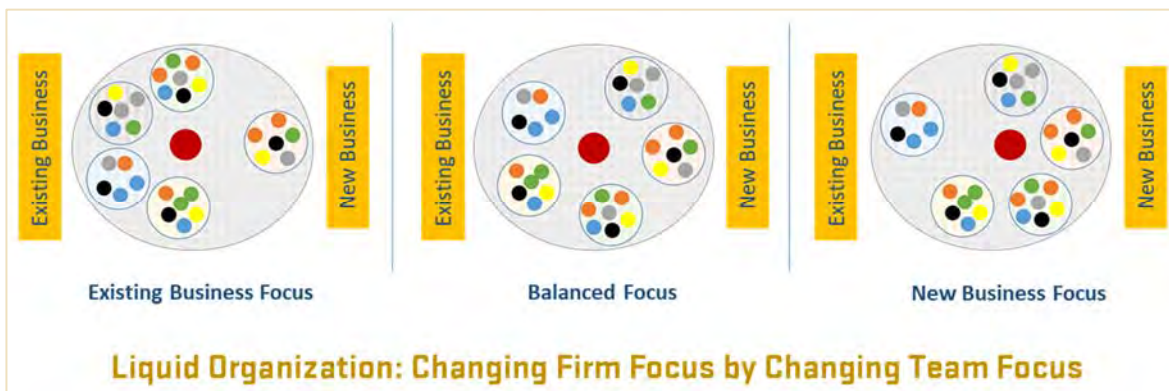 Existing Business
New Business
Existing Business
New Business
Existing Business
New Business
Existing Business Focus
Balanced Focus
New Business Focus
Liquid Organization: Changing Firm Focus by Changing Team Focus